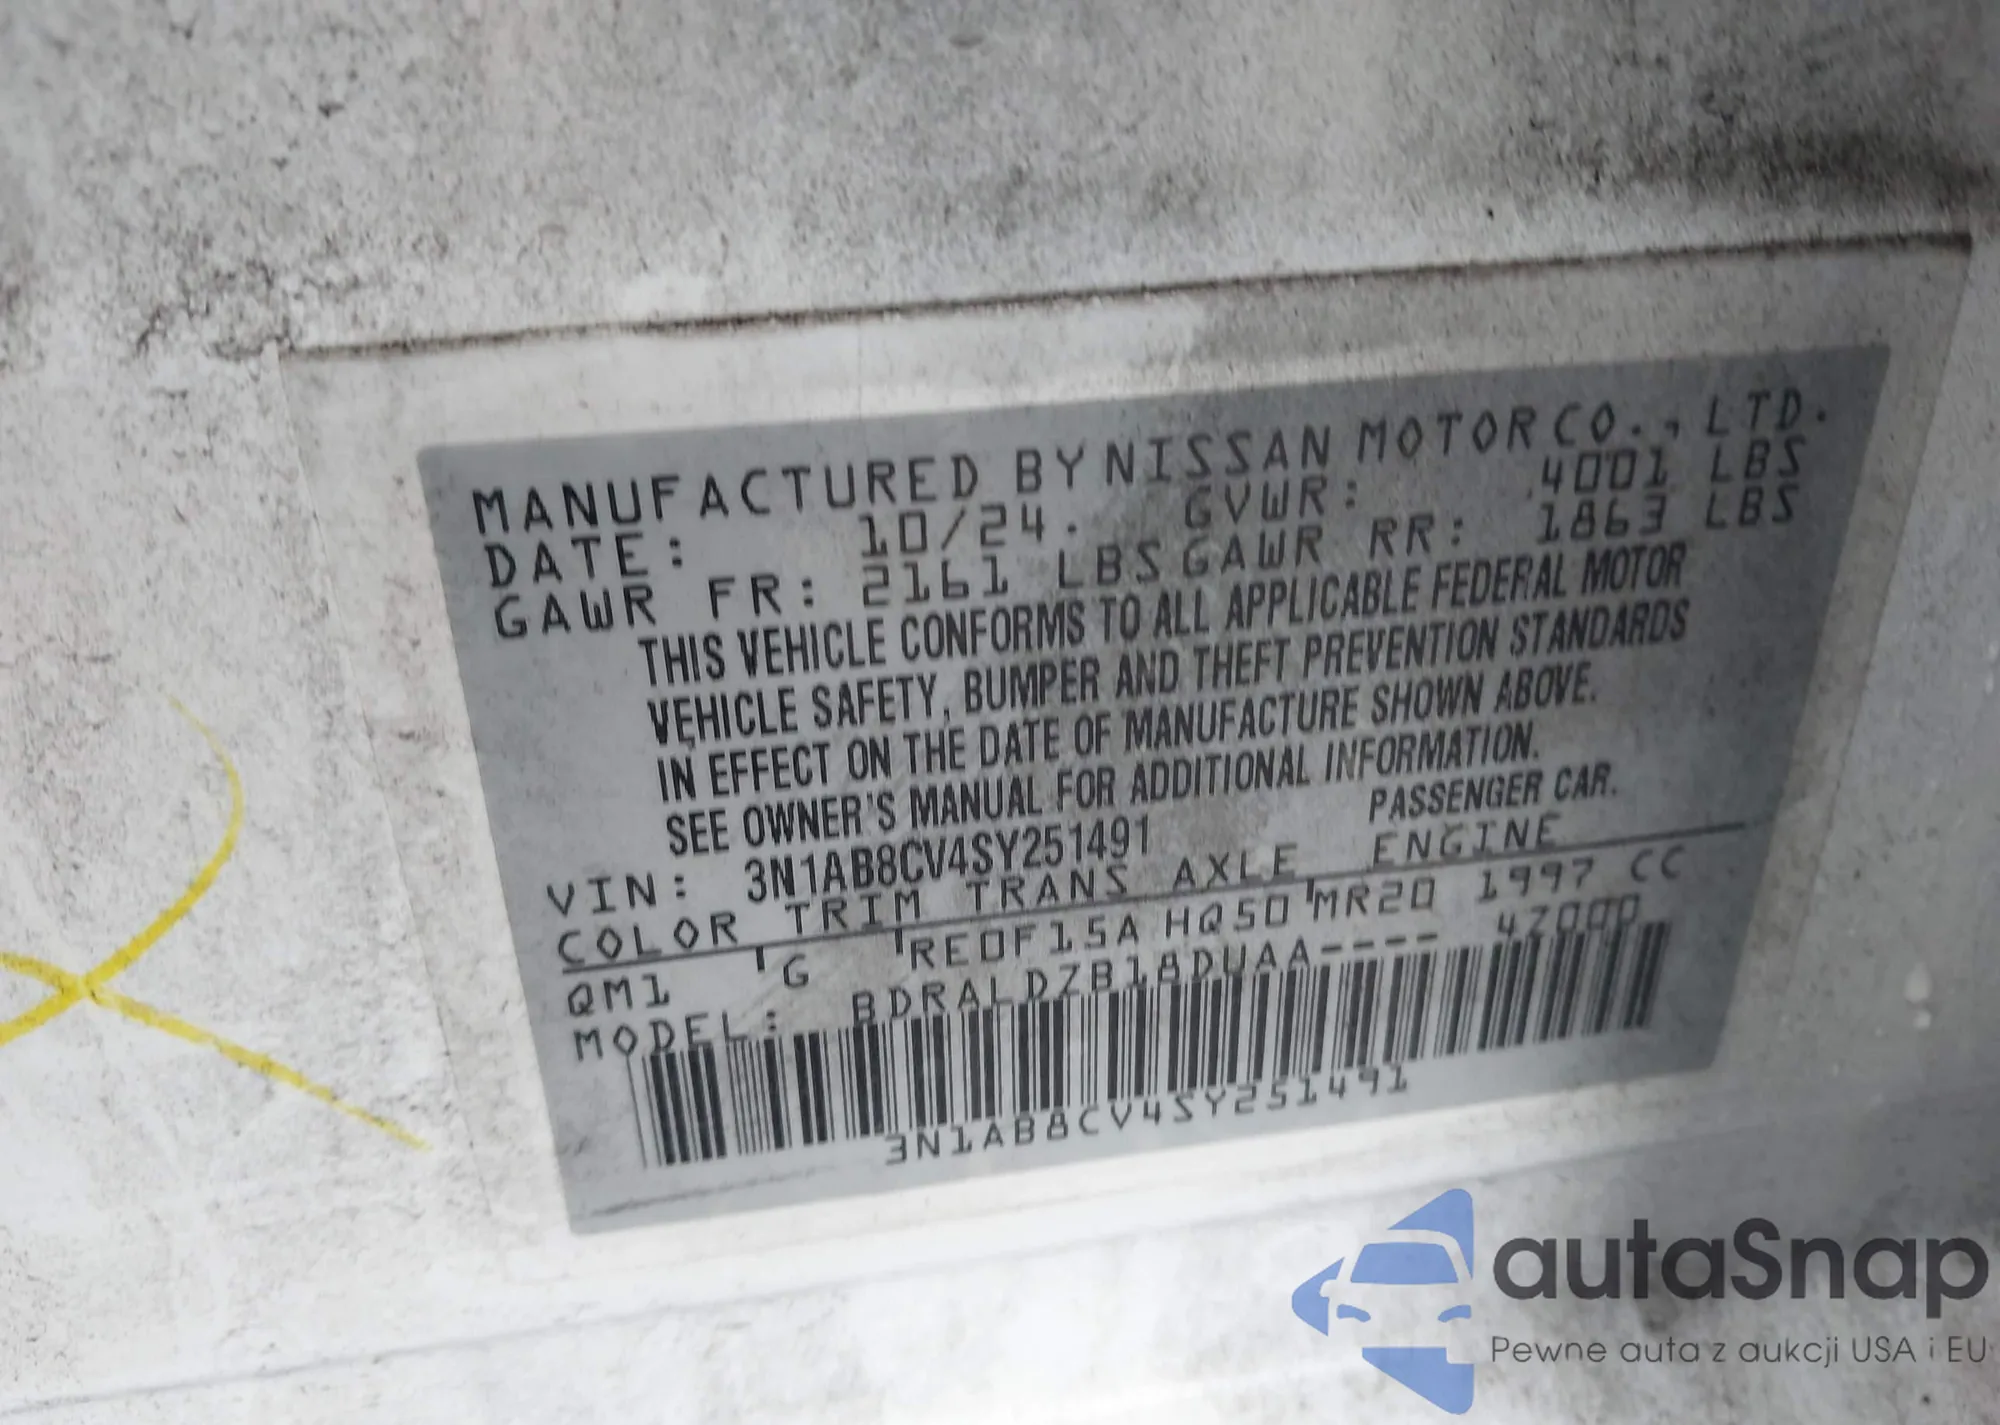 MANUFACTURED BY NISSAN MOTOR CO., LTD.
DATE: 10/24. GVWR: 4001 LBS
GAWR FR: 2161 LBS GAWR RR: 1863 LBS
THIS VEHICLE CONFORMS TO ALL APPLICABLE FEDERAL MOTOR
VEHICLE SAFETY, BUMPER AND THEFT PREVENTION STANDARDS
IN EFFECT ON THE DATE OF MANUFACTURE SHOWN ABOVE.
SEE OWNER'S MANUAL FOR ADDITIONAL INFORMATION.
VIN: 3N1AB8CV4SY251491 PASSENGER CAR.
COLOR TRIM TRANS AXLE ENGINE
QM1 G RE0F15A HQ50 MR20 1997 CC
MODEL: BDRALDZB18DUAA---- 4Z000
3N1AB8CV4SY251491
autaSnap
Pewne auta z aukcji USA i EU